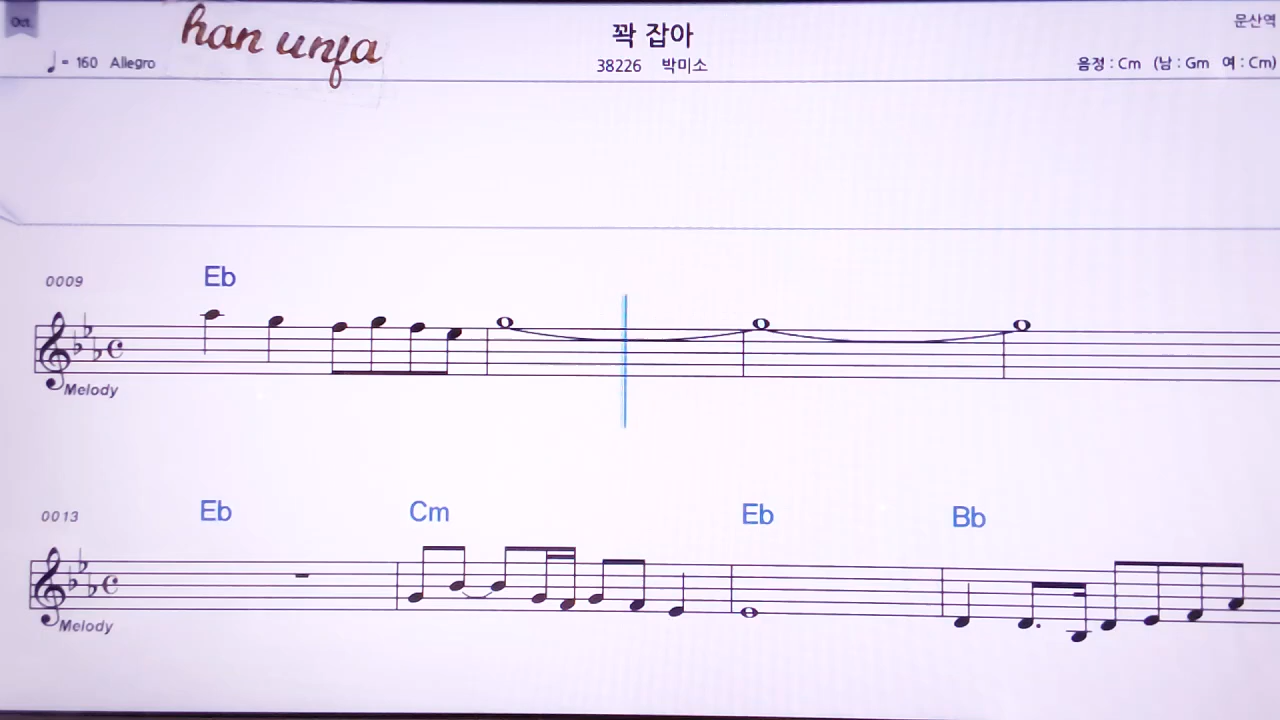 Oct.
han unja
꽉 잡아
문산역
♩= 160 Allegro
38226 박미소
음정 : Cm (남 : Gm 여 : Cm)
0009
Eb
Melody
0013
Eb Cm Eb Bb
Melody